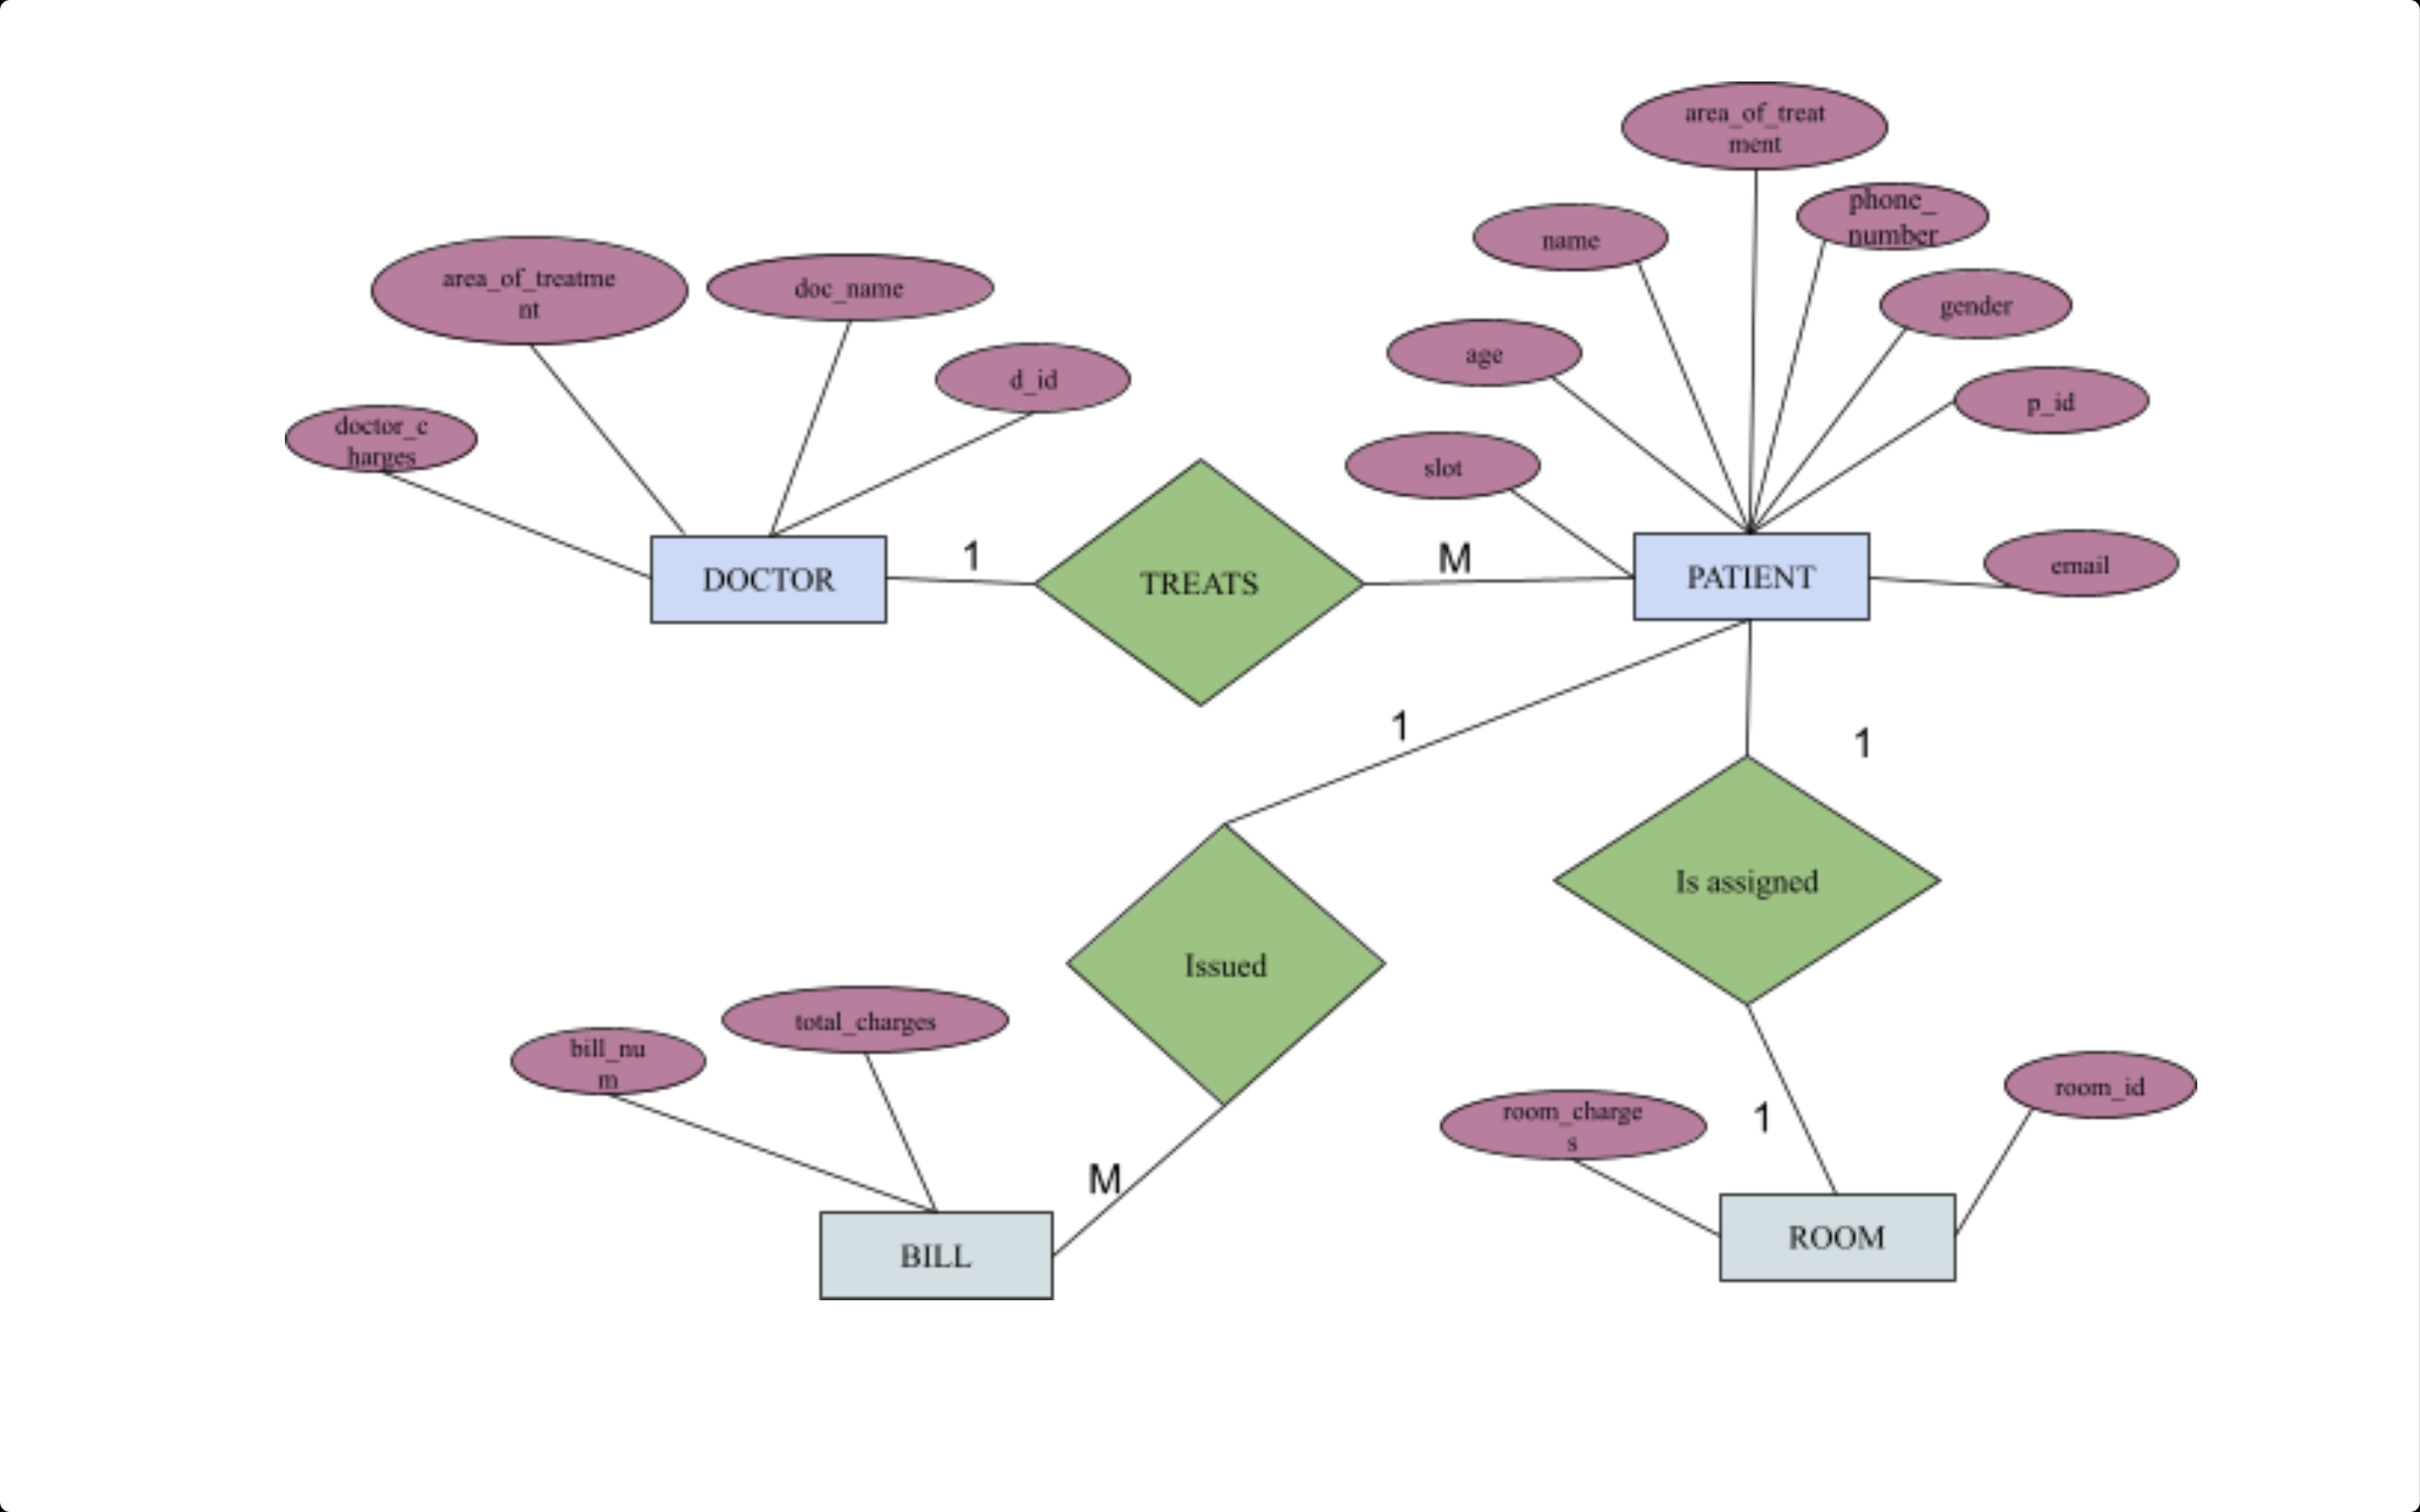 area_of_treat
ment
phone_
number
name
area_of_treatme
nt
doc_name
gender
age
d_id
p_id
doctor_c
harges
slot
DOCTOR
1
TREATS
M
PATIENT
email
1
1
Is assigned
Issued
total_charges
bill_nu
m
room_id
room_charge
s
1
M
BILL
ROOM